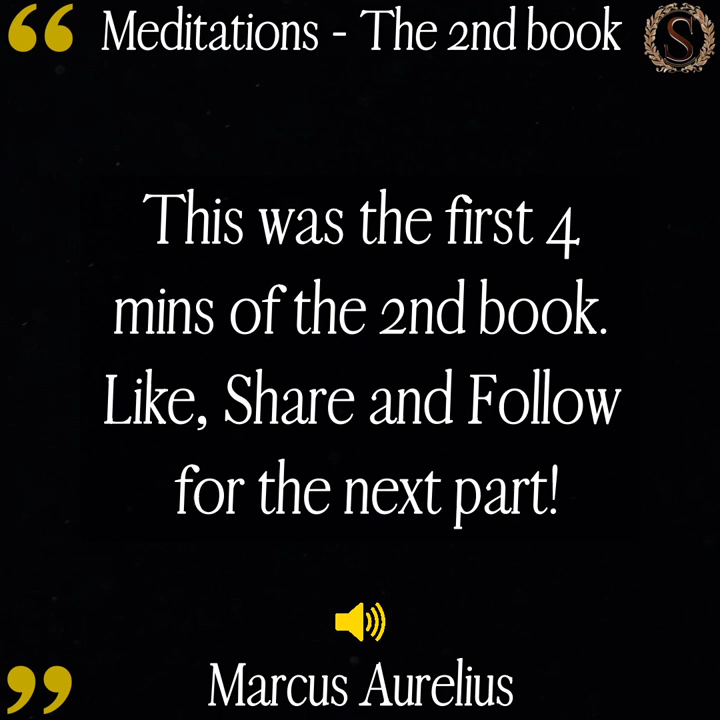 “ Meditations - The 2nd book S
This was the first 4
mins of the 2nd book.
Like, Share and Follow
for the next part!
” Marcus Aurelius